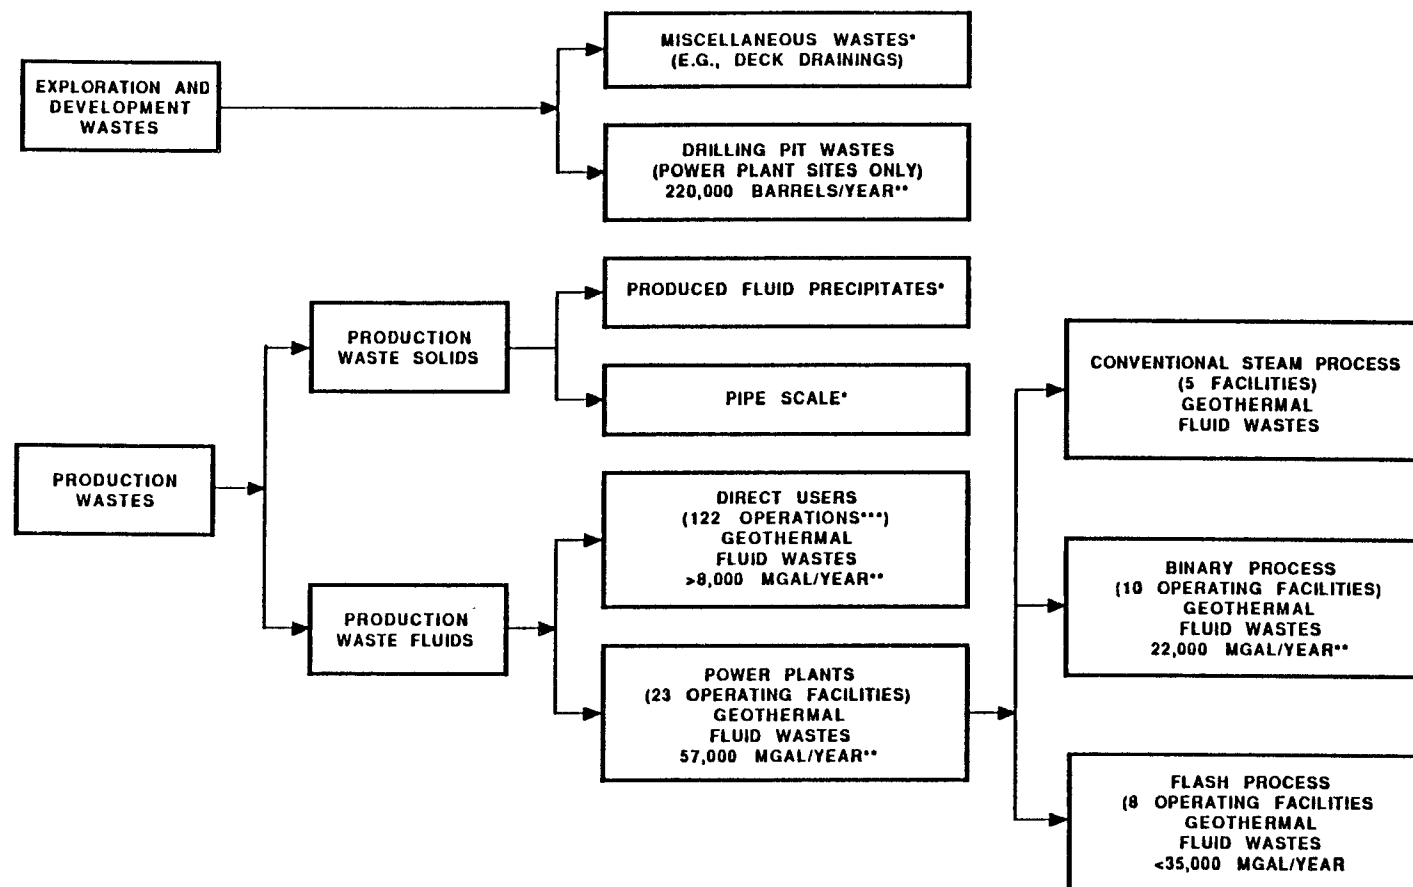 EXPLORATION AND
DEVELOPMENT
WASTES
MISCELLANEOUS WASTES*
(E.G., DECK DRAININGS)
DRILLING PIT WASTES
(POWER PLANT SITES ONLY)
220,000 BARRELS/YEAR**
PRODUCTION
WASTES
PRODUCTION
WASTE SOLIDS
PRODUCED FLUID PRECIPITATES*
PIPE SCALE*
PRODUCTION
WASTE FLUIDS
DIRECT USERS
(122 OPERATIONS***)
GEOTHERMAL
FLUID WASTES
>8,000 MGAL/YEAR**
POWER PLANTS
(23 OPERATING FACILITIES)
GEOTHERMAL
FLUID WASTES
57,000 MGAL/YEAR**
CONVENTIONAL STEAM PROCESS
(5 FACILITIES)
GEOTHERMAL
FLUID WASTES
BINARY PROCESS
(10 OPERATING FACILITIES)
GEOTHERMAL
FLUID WASTES
22,000 MGAL/YEAR**
FLASH PROCESS
(8 OPERATING FACILITIES
GEOTHERMAL
FLUID WASTES
<35,000 MGAL/YEAR